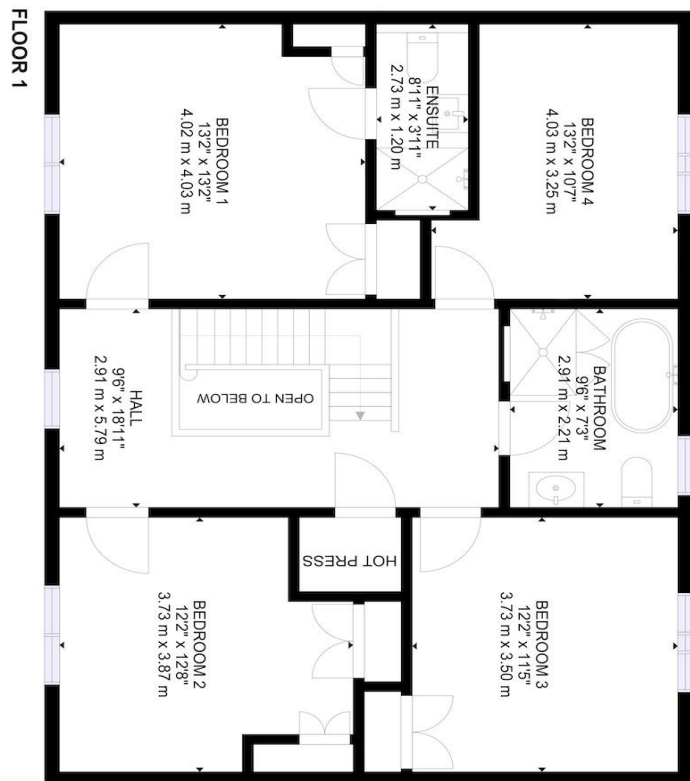 FLOOR 1
BEDROOM 1
13'2" x 13'2"
4.02 m x 4.03 m
ENSUITE
8'11" x 3'11"
2.73 m x 1.20 m
BEDROOM 4
13'2" x 10'7"
4.03 m x 3.25 m
HALL
9'6" x 18'11"
2.91 m x 5.79 m
OPEN TO BELOW
BATHROOM
9'6" x 7'3"
2.91 m x 2.21 m
BEDROOM 2
12'2" x 12'8"
3.73 m x 3.87 m
HOT PRESS
BEDROOM 3
12'2" x 11'5"
3.73 m x 3.50 m